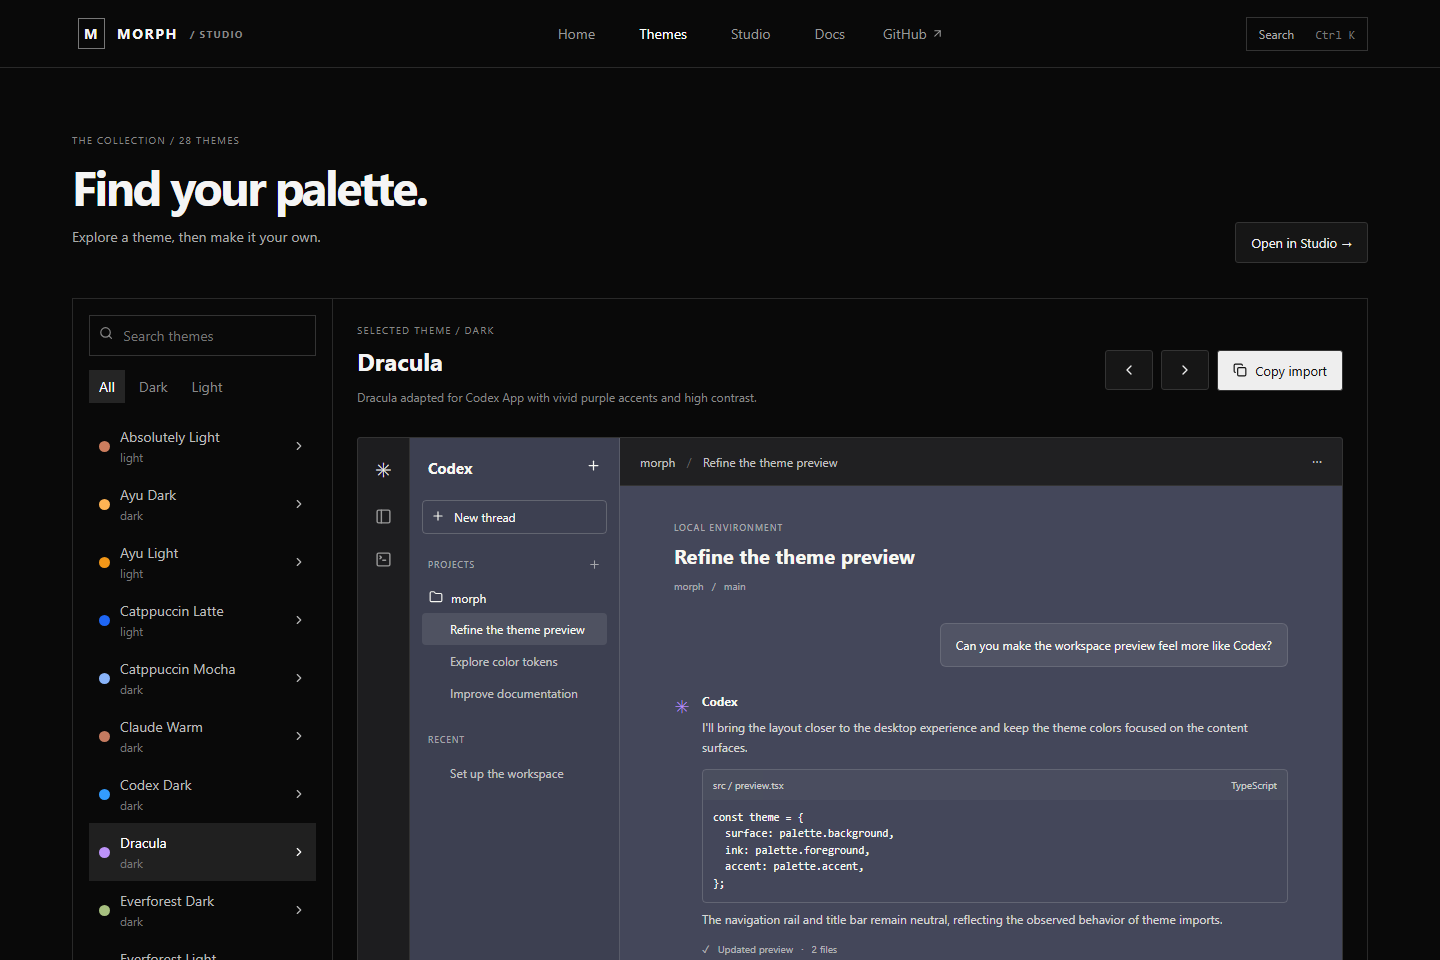 M MORPH / STUDIO
Home Themes Studio Docs GitHub ↗
Search Ctrl K
THE COLLECTION / 28 THEMES
Find your palette.
Explore a theme, then make it your own.
Open in Studio →
Search themes
All Dark Light
Absolutely Light
light
Ayu Dark
dark
Ayu Light
light
Catppuccin Latte
light
Catppuccin Mocha
dark
Claude Warm
dark
Codex Dark
dark
Dracula
dark
Everforest Dark
dark
Everforest Light
SELECTED THEME / DARK
Dracula
Dracula adapted for Codex App with vivid purple accents and high contrast.
Copy import
Codex
New thread
PROJECTS
morph
Refine the theme preview
Explore color tokens
Improve documentation
RECENT
Set up the workspace
morph / Refine the theme preview
LOCAL ENVIRONMENT
Refine the theme preview
morph / main
Can you make the workspace preview feel more like Codex?
Codex
I'll bring the layout closer to the desktop experience and keep the theme colors focused on the content
surfaces.
src / preview.tsx TypeScript
const theme = {
surface: palette.background,
ink: palette.foreground,
accent: palette.accent,
};
The navigation rail and title bar remain neutral, reflecting the observed behavior of theme imports.
✓ Updated preview · 2 files